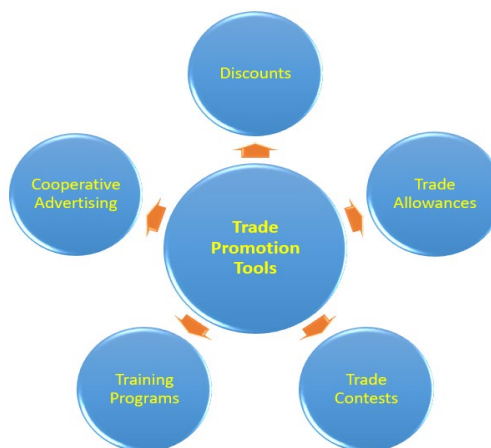 Discounts
Cooperative
Advertising
Trade
Allowances
Trade
Promotion
Tools
Training
Programs
Trade
Contests